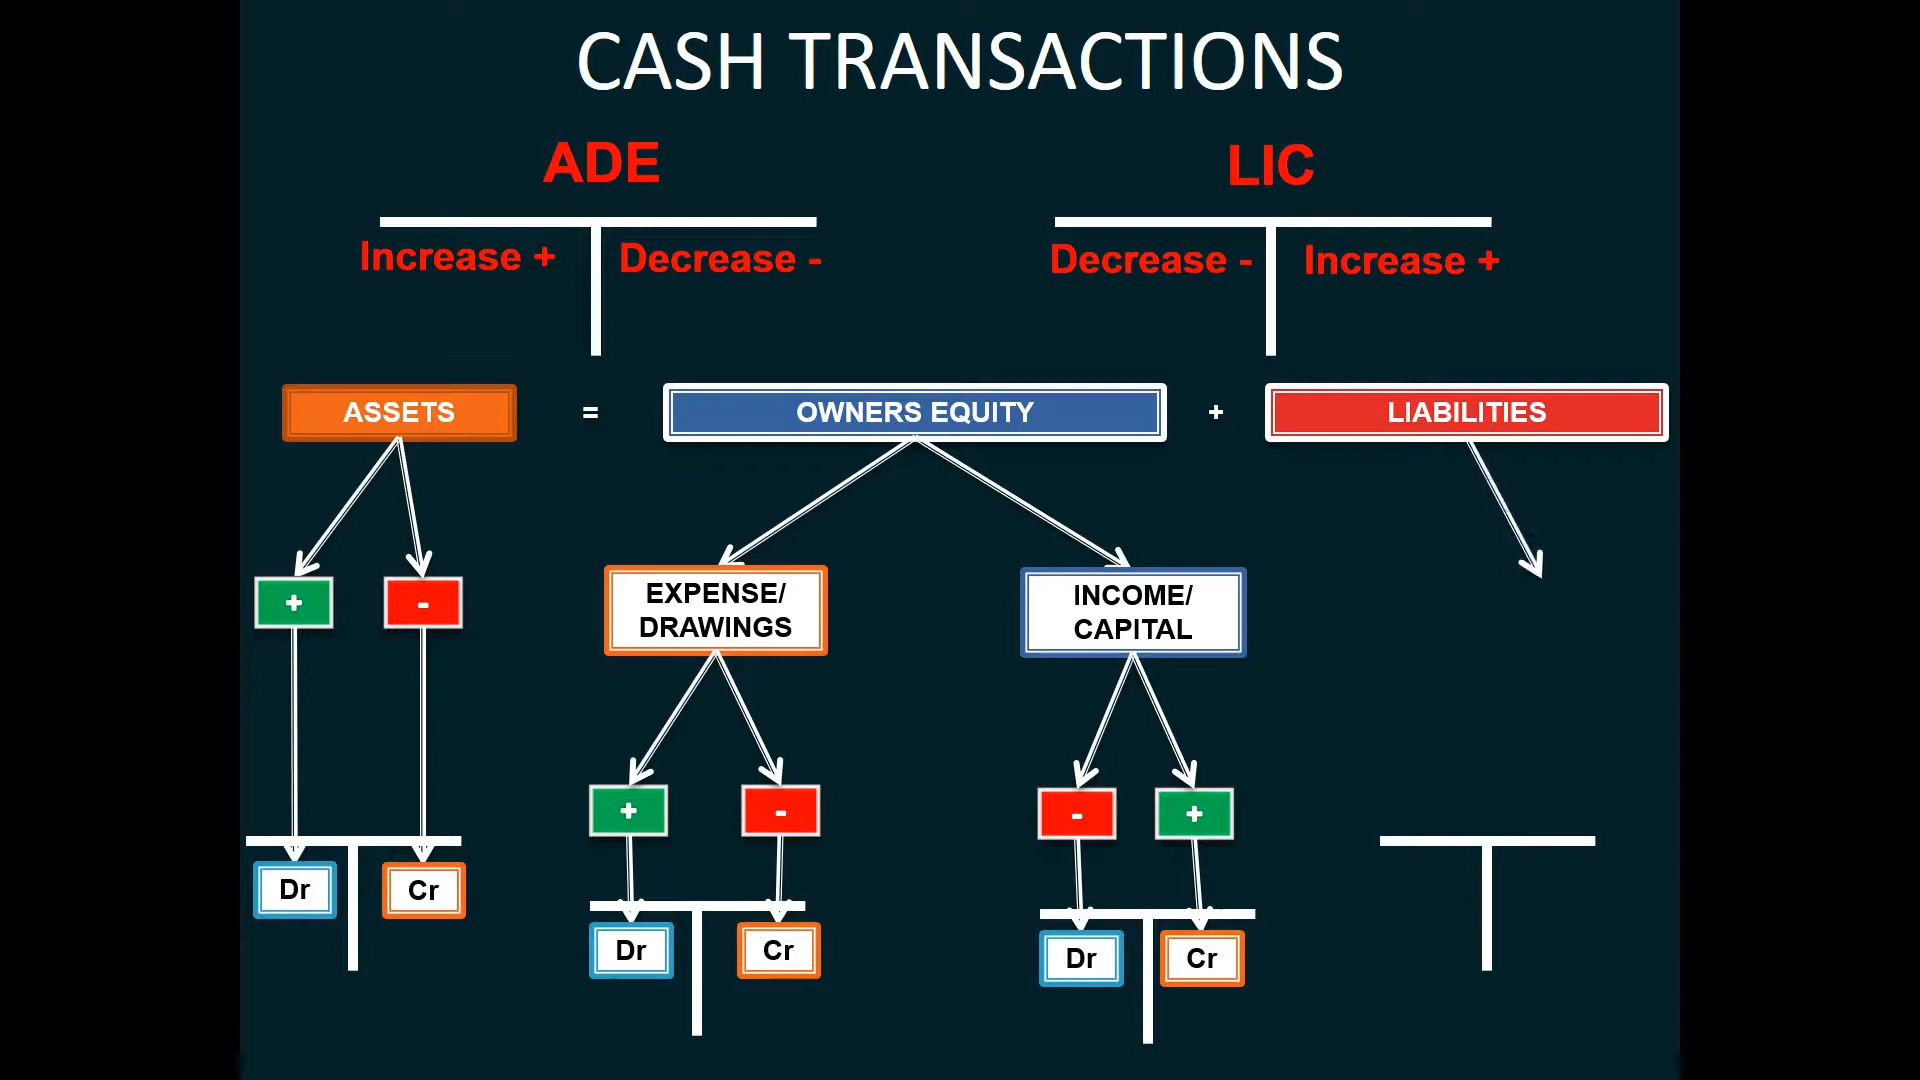 CASH TRANSACTIONS
ADE
LIC
Increase +
Decrease -
Decrease -
Increase +
ASSETS
=
OWNERS EQUITY
+
LIABILITIES
+
-
EXPENSE/
DRAWINGS
INCOME/
CAPITAL
+
-
-
+
Dr
Cr
Dr
Cr
Dr
Cr